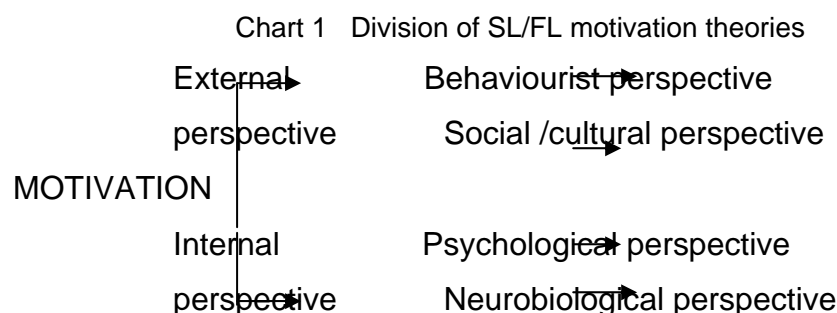 Chart 1 Division of SL/FL motivation theories
External Behaviourist perspective
perspective Social /cultural perspective
MOTIVATION
Internal Psychological perspective
perspective Neurobiological perspective